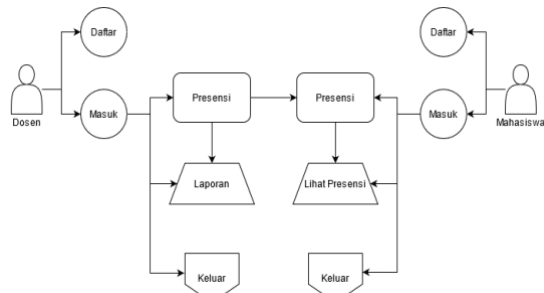 Daftar
Daftar
Dosen
Masuk
Presensi
Presensi
Masuk
Mahasiswa
Laporan
Lihat Presensi
Keluar
Keluar